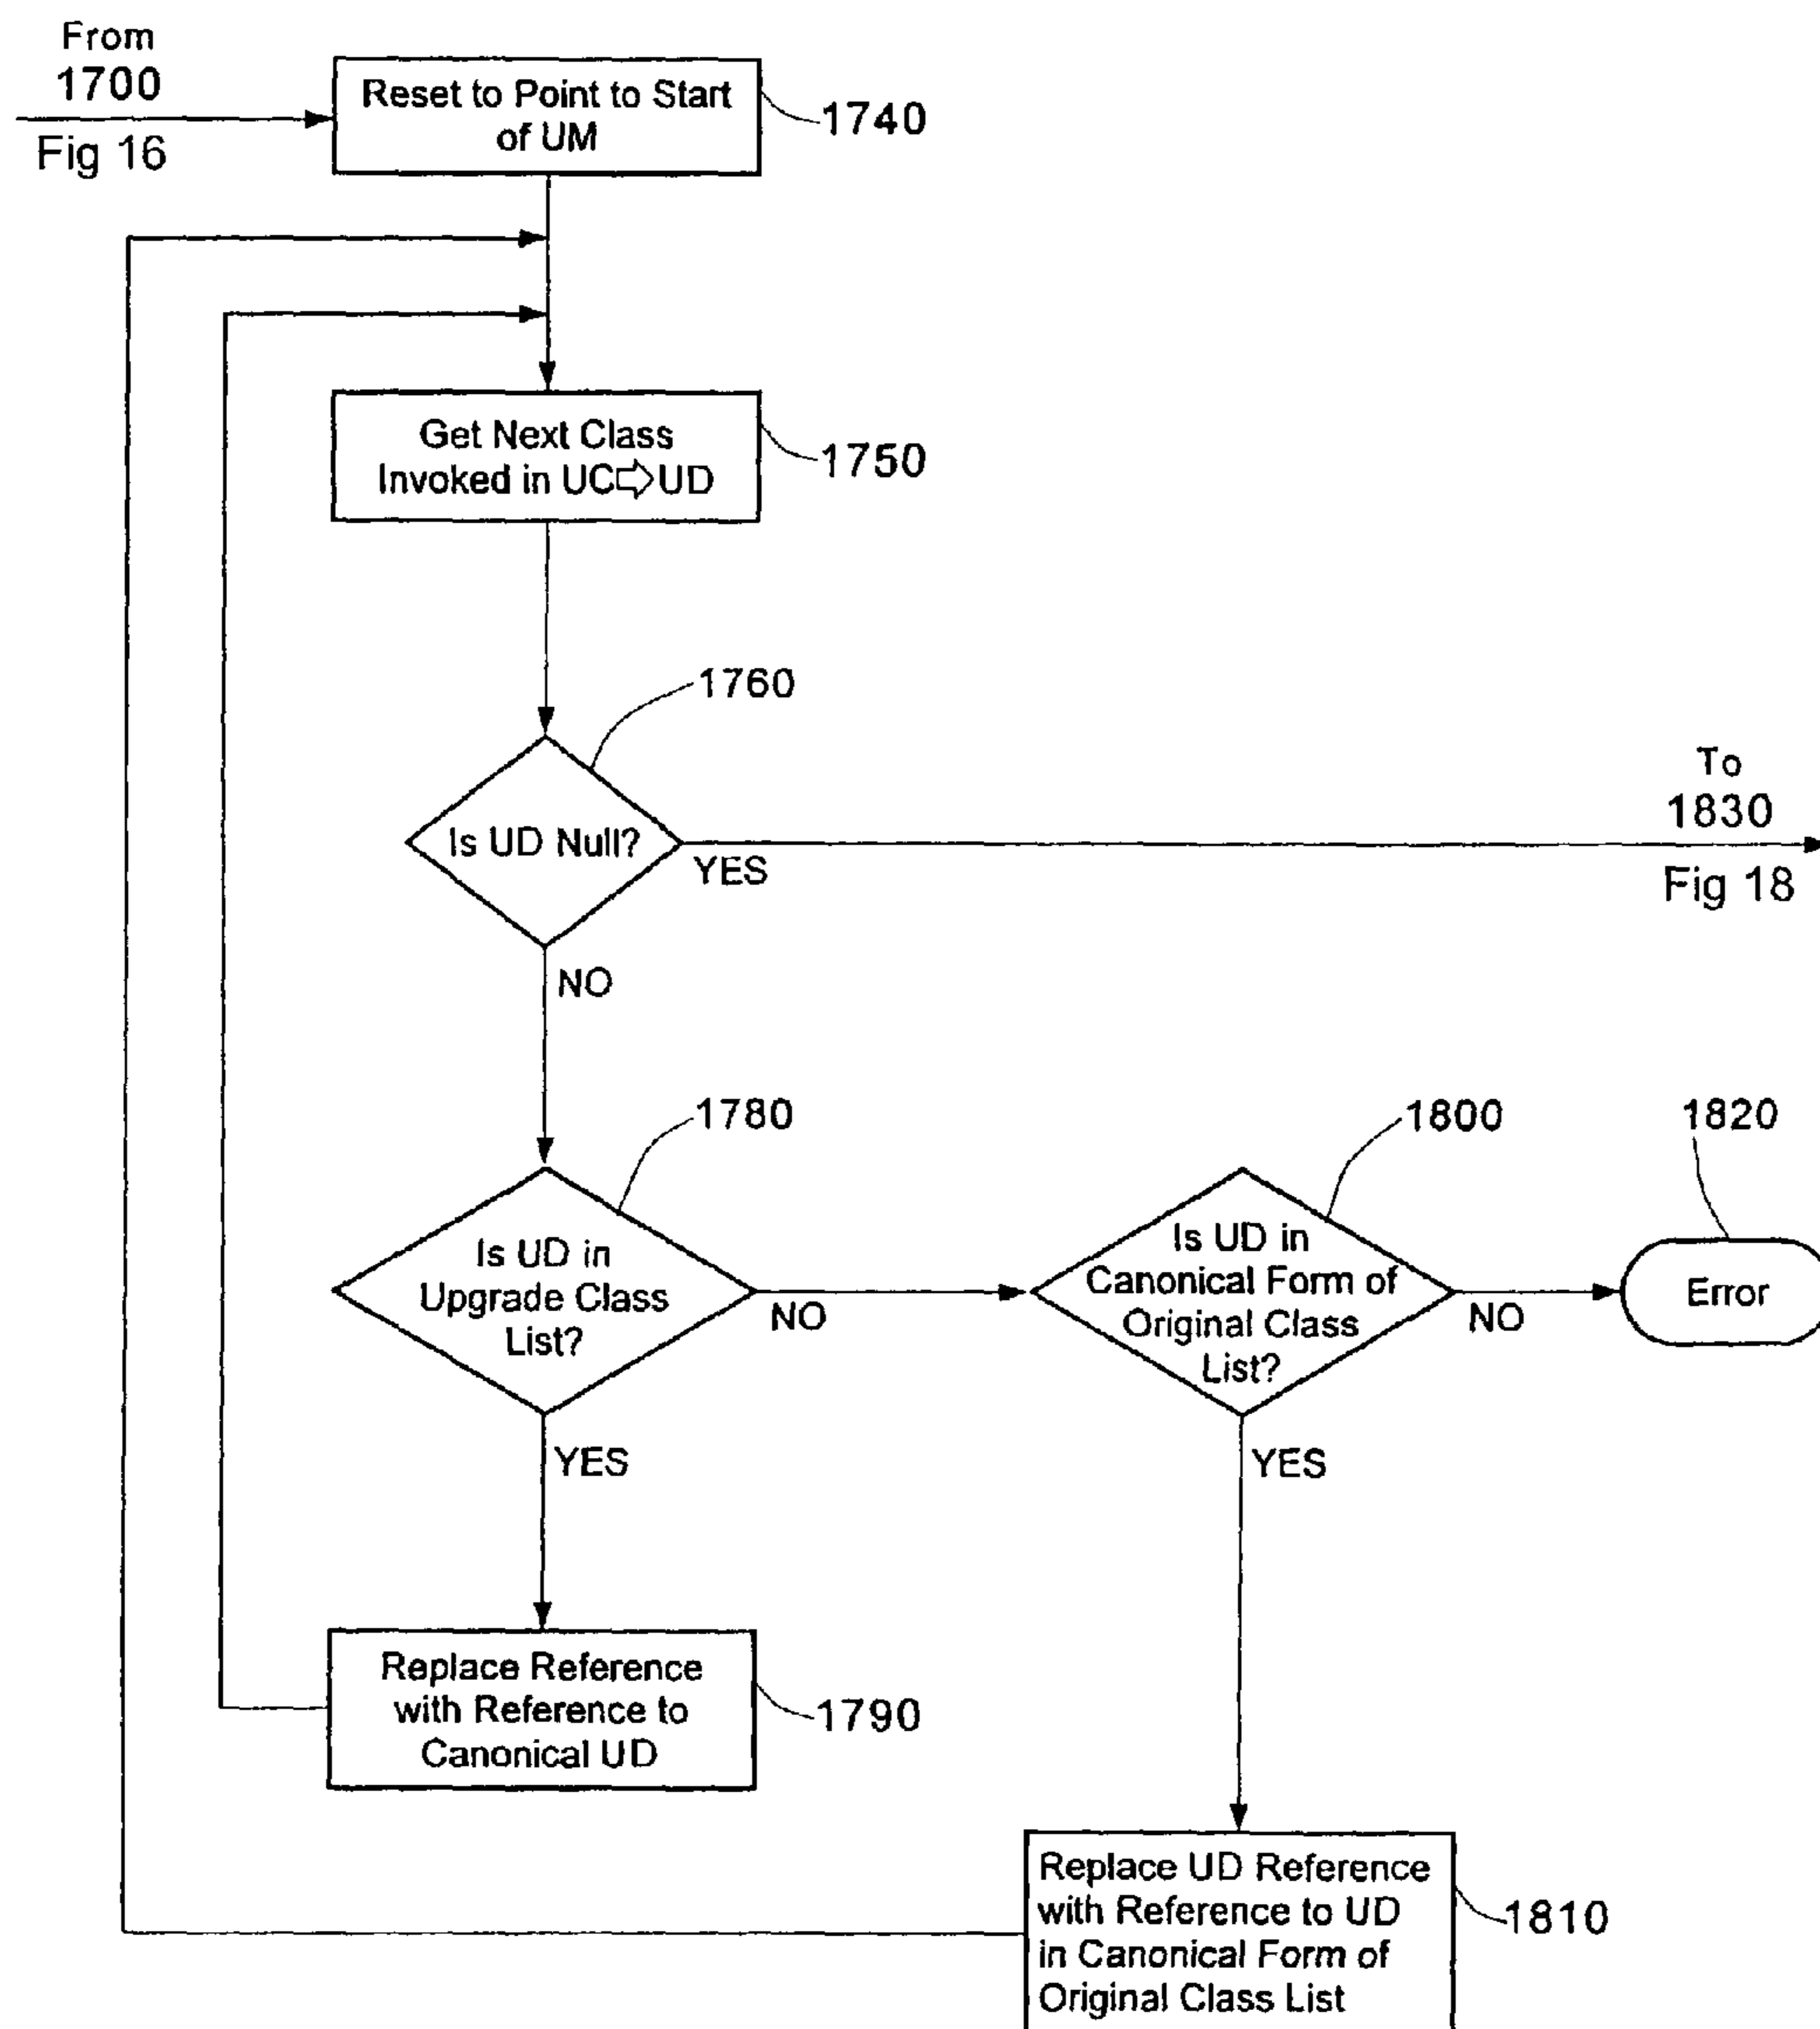 From
1700
Fig 16
Reset to Point to Start
of UM
1740
Get Next Class
Invoked in UC⇨UD
1750
1760
Is UD Null?
YES
To
1830
Fig 18
NO
1780
Is UD in
Upgrade Class
List?
NO
1800
Is UD in
Canonical Form of
Original Class
List?
NO
1820
Error
YES
YES
Replace Reference
with Reference to
Canonical UD
1790
Replace UD Reference
with Reference to UD
in Canonical Form of
Original Class List
1810